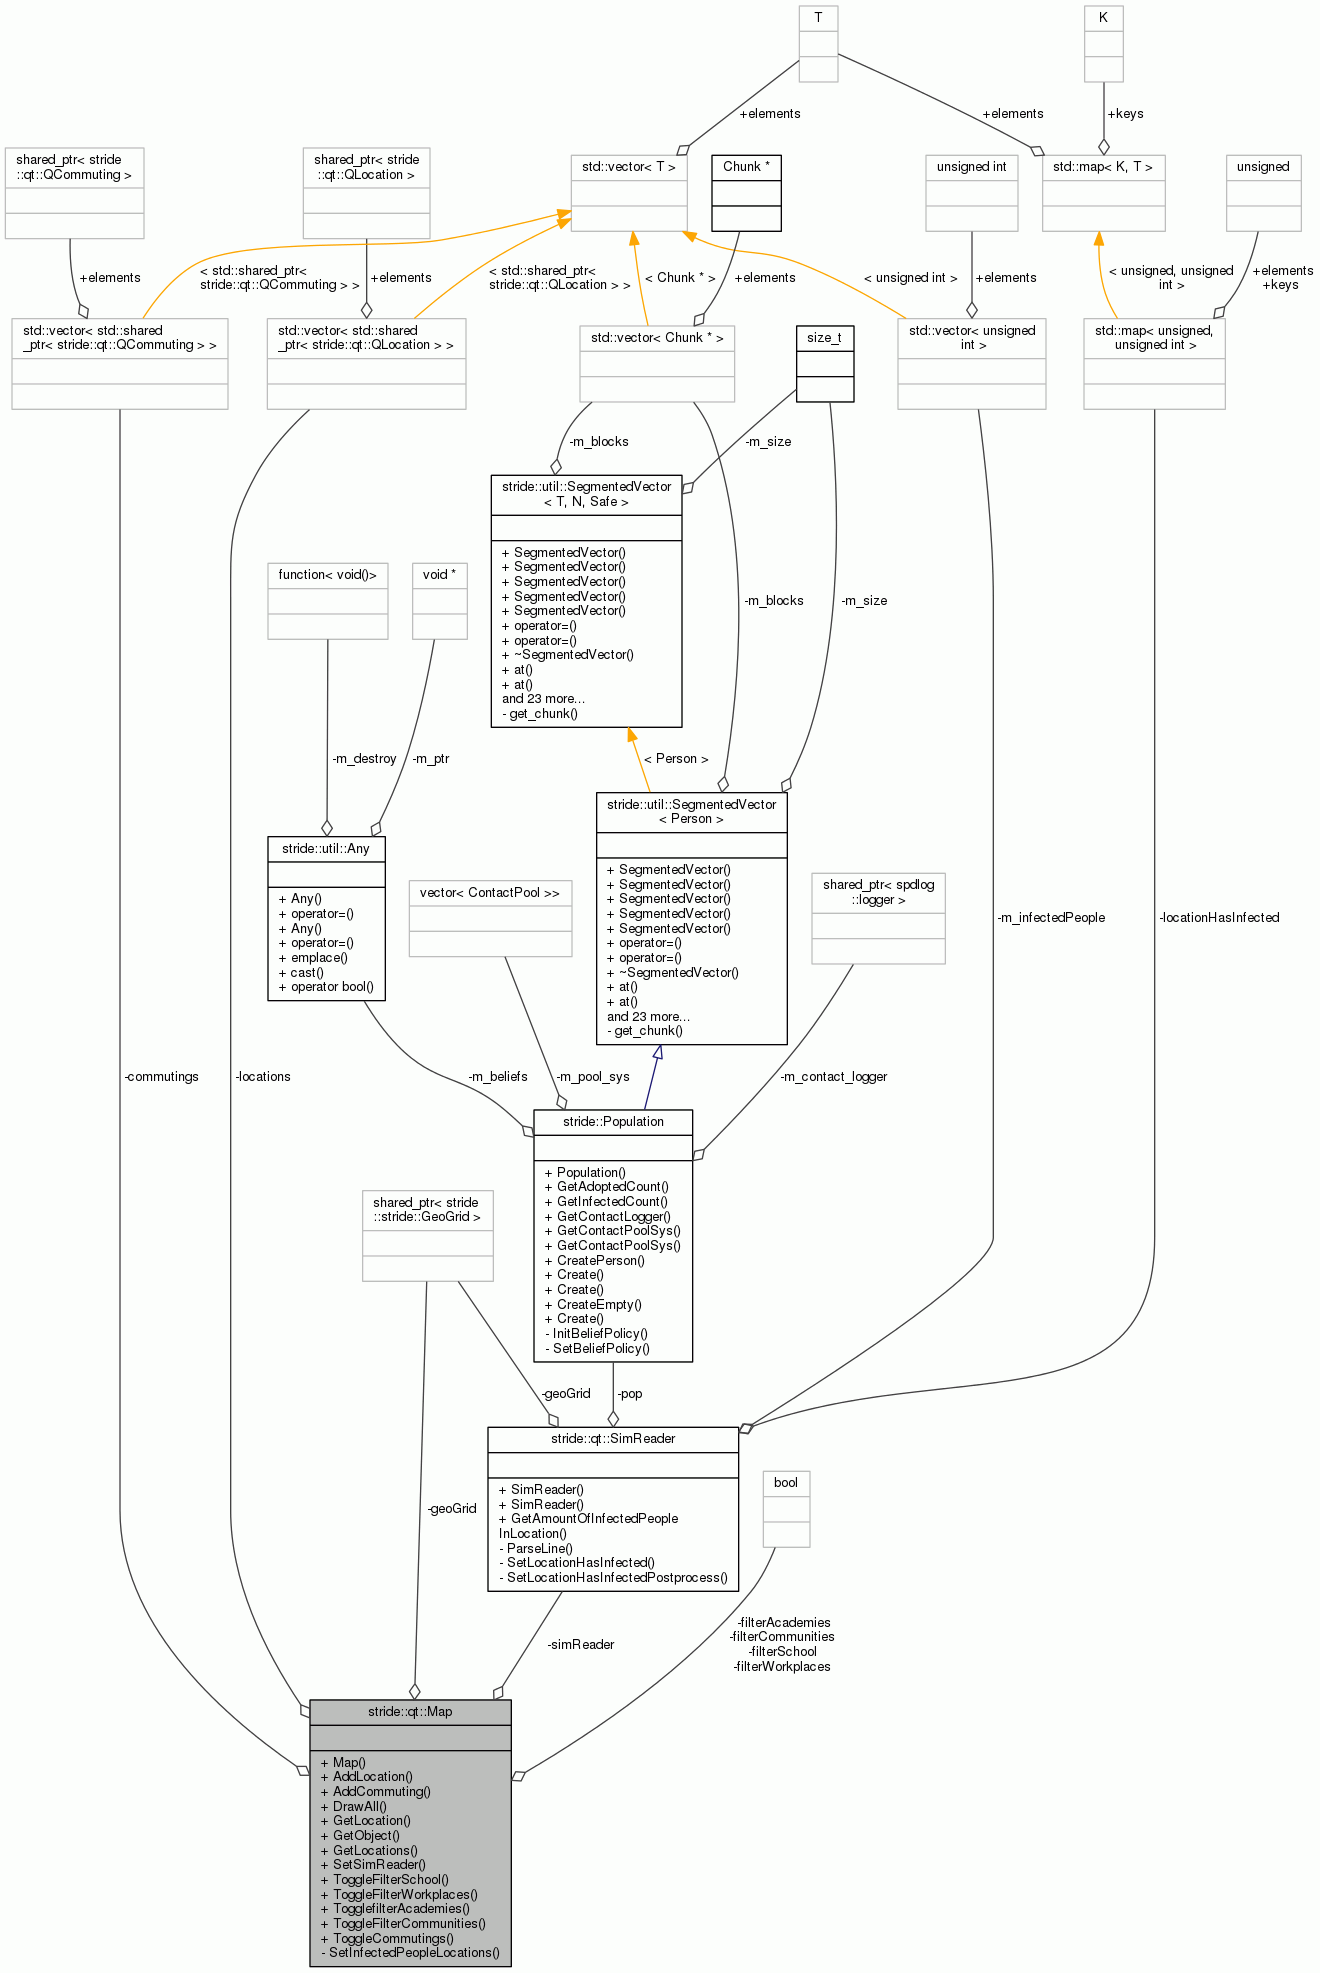 T
K
+elements
+elements
+keys
shared_ptr< stride
::qt::QCommuting >
shared_ptr< stride
::qt::QLocation >
std::vector< T >
Chunk *
unsigned int
std::map< K, T >
unsigned
+elements
+elements
< std::shared_ptr<
stride::qt::QCommuting > >
< std::shared_ptr<
stride::qt::QLocation > >
< Chunk * >
+elements
< unsigned int >
+elements
< unsigned, unsigned
int >
+elements
+keys
std::vector< std::shared
_ptr< stride::qt::QCommuting > >
std::vector< std::shared
_ptr< stride::qt::QLocation > >
std::vector< Chunk * >
size_t
std::vector< unsigned
int >
std::map< unsigned,
unsigned int >
-m_blocks
-m_size
stride::util::SegmentedVector
< T, N, Safe >
+ SegmentedVector()
+ SegmentedVector()
+ SegmentedVector()
+ SegmentedVector()
+ SegmentedVector()
+ operator=()
+ operator=()
+ ~SegmentedVector()
+ at()
+ at()
and 23 more...
- get_chunk()
function< void()>
void *
-m_blocks
-m_size
-m_destroy
-m_ptr
< Person >
stride::util::SegmentedVector
< Person >
+ SegmentedVector()
+ SegmentedVector()
+ SegmentedVector()
+ SegmentedVector()
+ SegmentedVector()
+ operator=()
+ operator=()
+ ~SegmentedVector()
+ at()
+ at()
and 23 more...
- get_chunk()
stride::util::Any
+ Any()
+ operator=()
+ Any()
+ operator=()
+ emplace()
+ cast()
+ operator bool()
vector< ContactPool >>
shared_ptr< spdlog
::logger >
-m_infectedPeople
-locationHasInfected
-commutings
-locations
-m_beliefs
-m_pool_sys
-m_contact_logger
stride::Population
+ Population()
+ GetAdoptedCount()
+ GetInfectedCount()
+ GetContactLogger()
+ GetContactPoolSys()
+ GetContactPoolSys()
+ CreatePerson()
+ Create()
+ Create()
+ CreateEmpty()
+ Create()
- InitBeliefPolicy()
- SetBeliefPolicy()
shared_ptr< stride
::stride::GeoGrid >
-geoGrid
-pop
stride::qt::SimReader
+ SimReader()
+ SimReader()
+ GetAmountOfInfectedPeople
InLocation()
- ParseLine()
- SetLocationHasInfected()
- SetLocationHasInfectedPostprocess()
bool
-geoGrid
-simReader
-filterAcademies
-filterCommunities
-filterSchool
-filterWorkplaces
stride::qt::Map
+ Map()
+ AddLocation()
+ AddCommuting()
+ DrawAll()
+ GetLocation()
+ GetObject()
+ GetLocations()
+ SetSimReader()
+ ToggleFilterSchool()
+ ToggleFilterWorkplaces()
+ TogglefilterAcademies()
+ ToggleFilterCommunities()
+ ToggleCommutings()
- SetInfectedPeopleLocations()